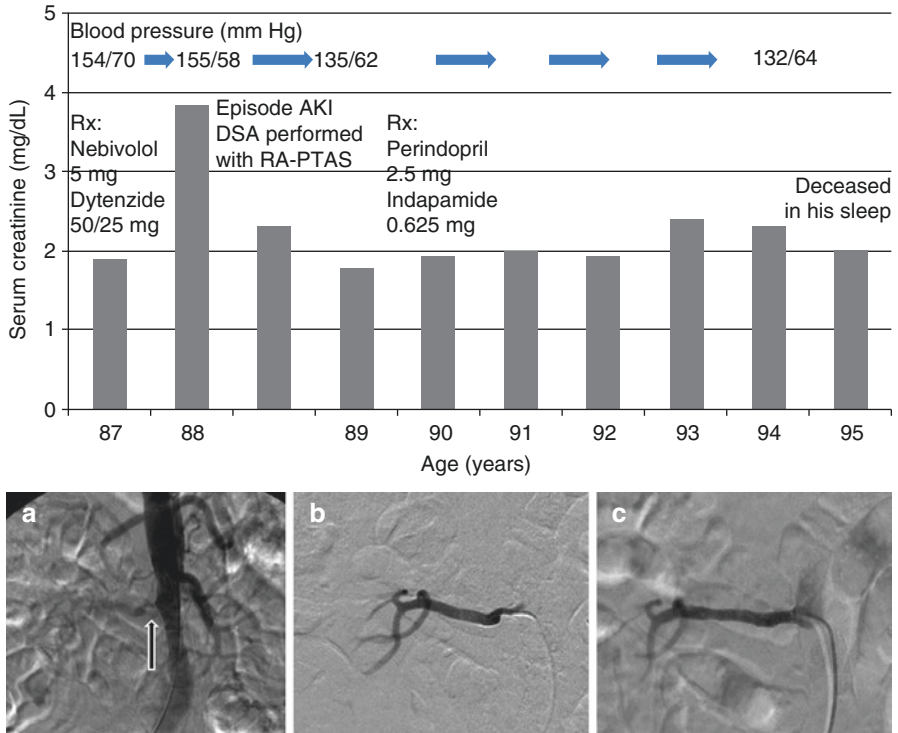 Blood pressure (mm Hg)
154/70 155/58 135/62 132/64
Rx:
Nebivolol
5 mg
Dytenzide
50/25 mg
Episode AKI
DSA performed
with RA-PTAS
Rx:
Perindopril
2.5 mg
Indapamide
0.625 mg
Deceased
in his sleep
Serum creatinine (mg/dL)
5
4
3
2
1
0
87 88 89 90 91 92 93 94 95
Age (years)
a b c